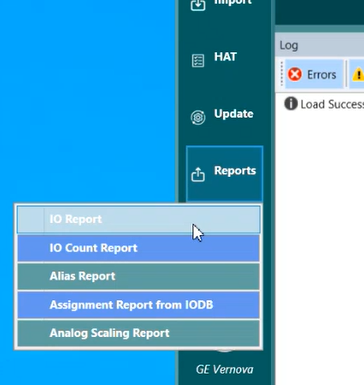 Import
Log
HAT
Errors
Load Success
Update
Reports
IO Report
IO Count Report
Alias Report
Assignment Report from IODB
Analog Scaling Report
GE Vernova